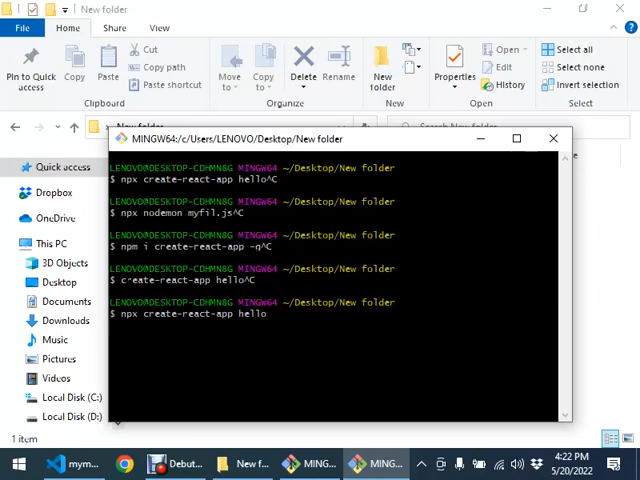 New folder
File
Home
Share
View
Pin to Quick access
Copy
Paste
Cut
Copy path
Paste shortcut
Clipboard
Move to
Copy to
Delete
Rename
Organize
New folder
New
Properties
Open
Edit
History
Open
Select all
Select none
Invert selection
Select
New folder
Quick access
Dropbox
OneDrive
This PC
3D Objects
Desktop
Documents
Downloads
Music
Pictures
Videos
Local Disk (C:)
Local Disk (D:)
1 item
MINGW64:/c/Users/LENOVO/Desktop/New folder
LENOVO@DESKTOP-CDHMN8G MINGW64 ~/Desktop/New folder
$ npx create-react-app hello^C
LENOVO@DESKTOP-CDHMN8G MINGW64 ~/Desktop/New folder
$ npx nodemon myfil.js^C
LENOVO@DESKTOP-CDHMN8G MINGW64 ~/Desktop/New folder
$ npm i create-react-app -g^C
LENOVO@DESKTOP-CDHMN8G MINGW64 ~/Desktop/New folder
$ create-react-app hello^C
LENOVO@DESKTOP-CDHMN8G MINGW64 ~/Desktop/New folder
$ npx create-react-app hello
mym...
Debut...
New f...
MING...
MING...
4:22 PM
5/20/2022